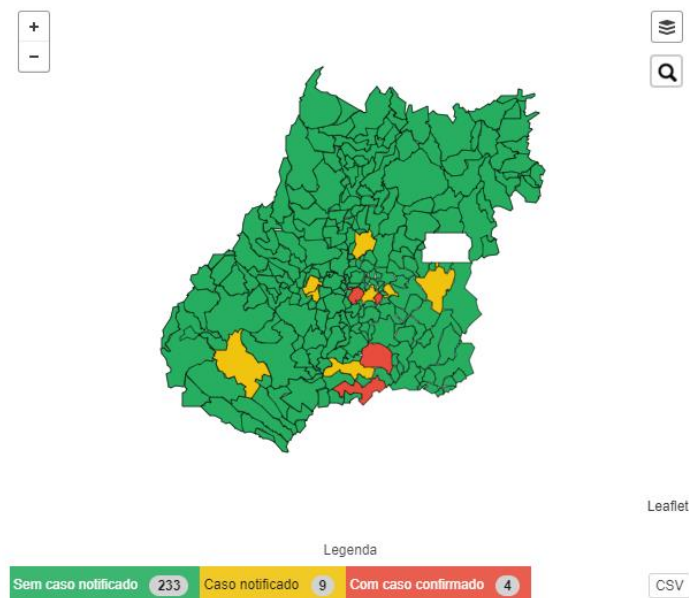 +
−
Leaflet
Legenda
Sem caso notificado 233 Caso notificado 9 Com caso confirmado 4 CSV